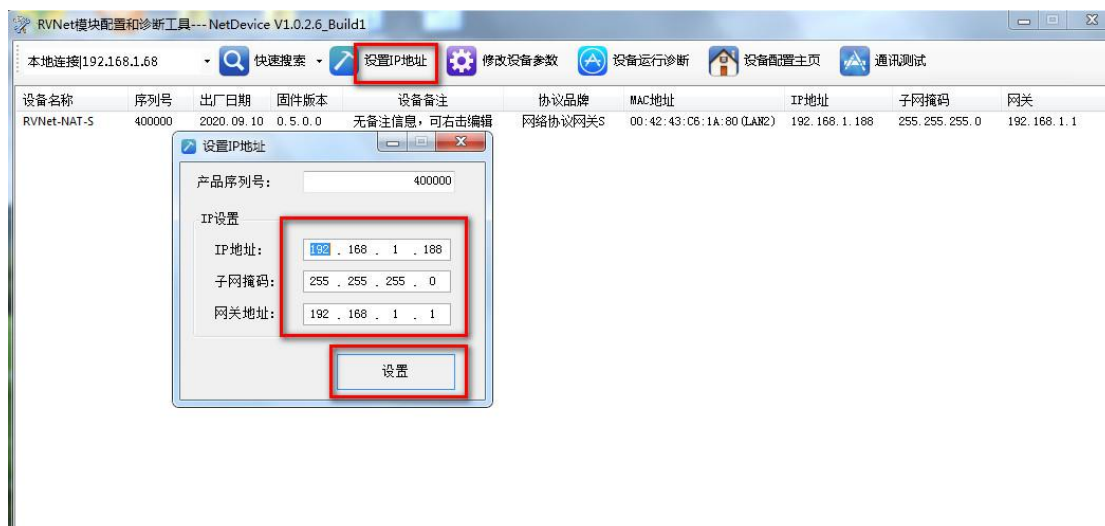 RVNet模块配置和诊断工具--- NetDevice V1.0.2.6_Build1
本地连接|192.168.1.68 快速搜索 设置IP地址 修改设备参数 设备运行诊断 设备配置主页 通讯测试
设备名称 序列号 出厂日期 固件版本 设备备注 协议品牌 MAC地址 IP地址 子网掩码 网关
RVNet-NAT-S 400000 2020.09.10 0.5.0.0 无备注信息，可右击编辑 网络协议网关S 00:42:43:C6:1A:80(LAN2) 192.168.1.188 255.255.255.0 192.168.1.1
设置IP地址
产品序列号: 400000
IP设置
IP地址: 192 . 168 . 1 . 188
子网掩码: 255 . 255 . 255 . 0
网关地址: 192 . 168 . 1 . 1
设置